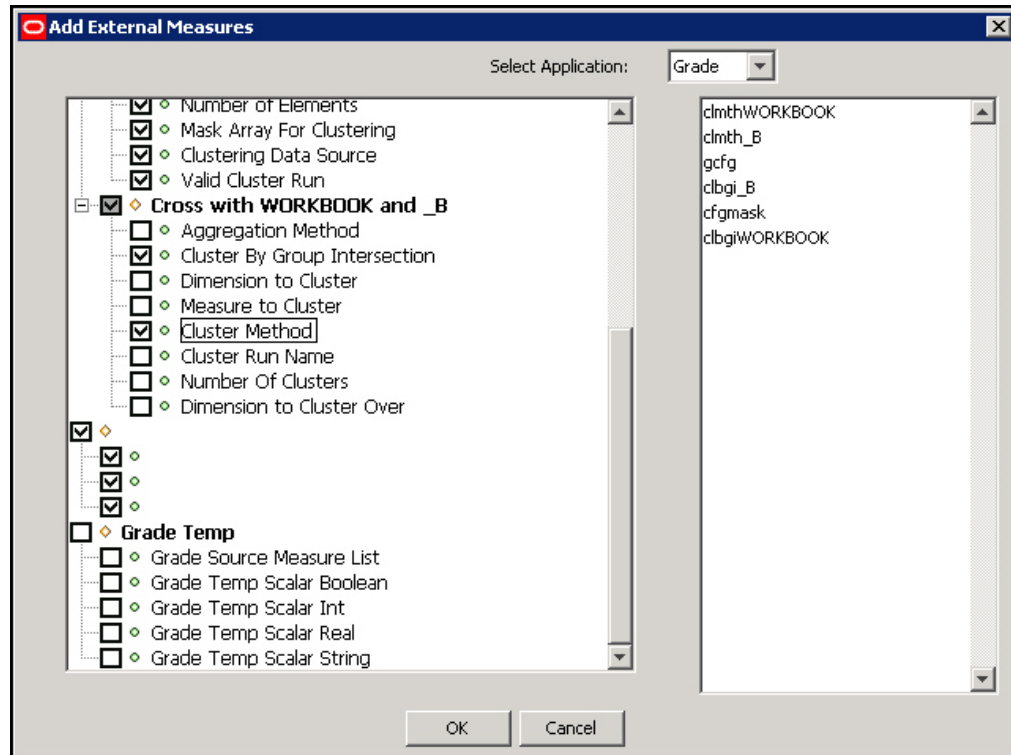 Add External Measures
Select Application:
Grade
Number of Elements
Mask Array For Clustering
Clustering Data Source
Valid Cluster Run
Cross with WORKBOOK and _B
Aggregation Method
Cluster By Group Intersection
Dimension to Cluster
Measure to Cluster
Cluster Method
Cluster Run Name
Number Of Clusters
Dimension to Cluster Over
Grade Temp
Grade Source Measure List
Grade Temp Scalar Boolean
Grade Temp Scalar Int
Grade Temp Scalar Real
Grade Temp Scalar String
clmthWORKBOOK
clmth_B
gcfg
clbgi_B
cfgmask
clbgiWORKBOOK
OK
Cancel